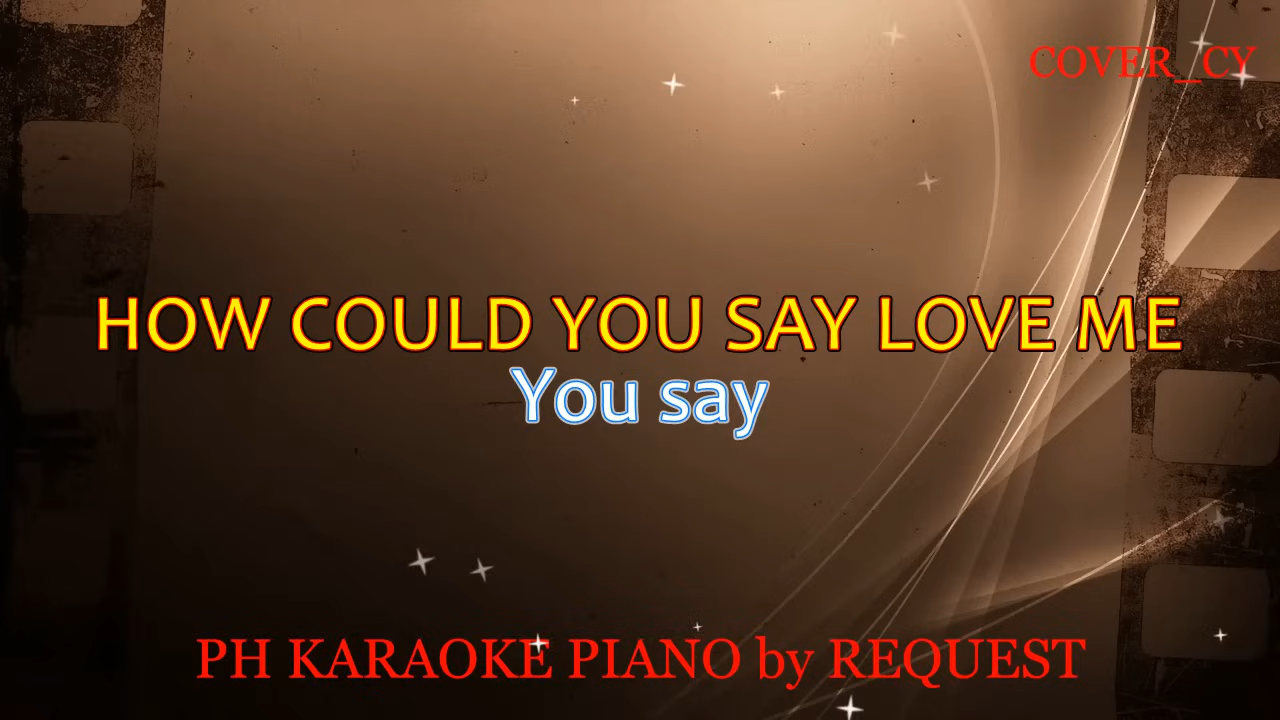 COVER_CY
HOW COULD YOU SAY LOVE ME
You say
PH KARAOKE PIANO by REQUEST